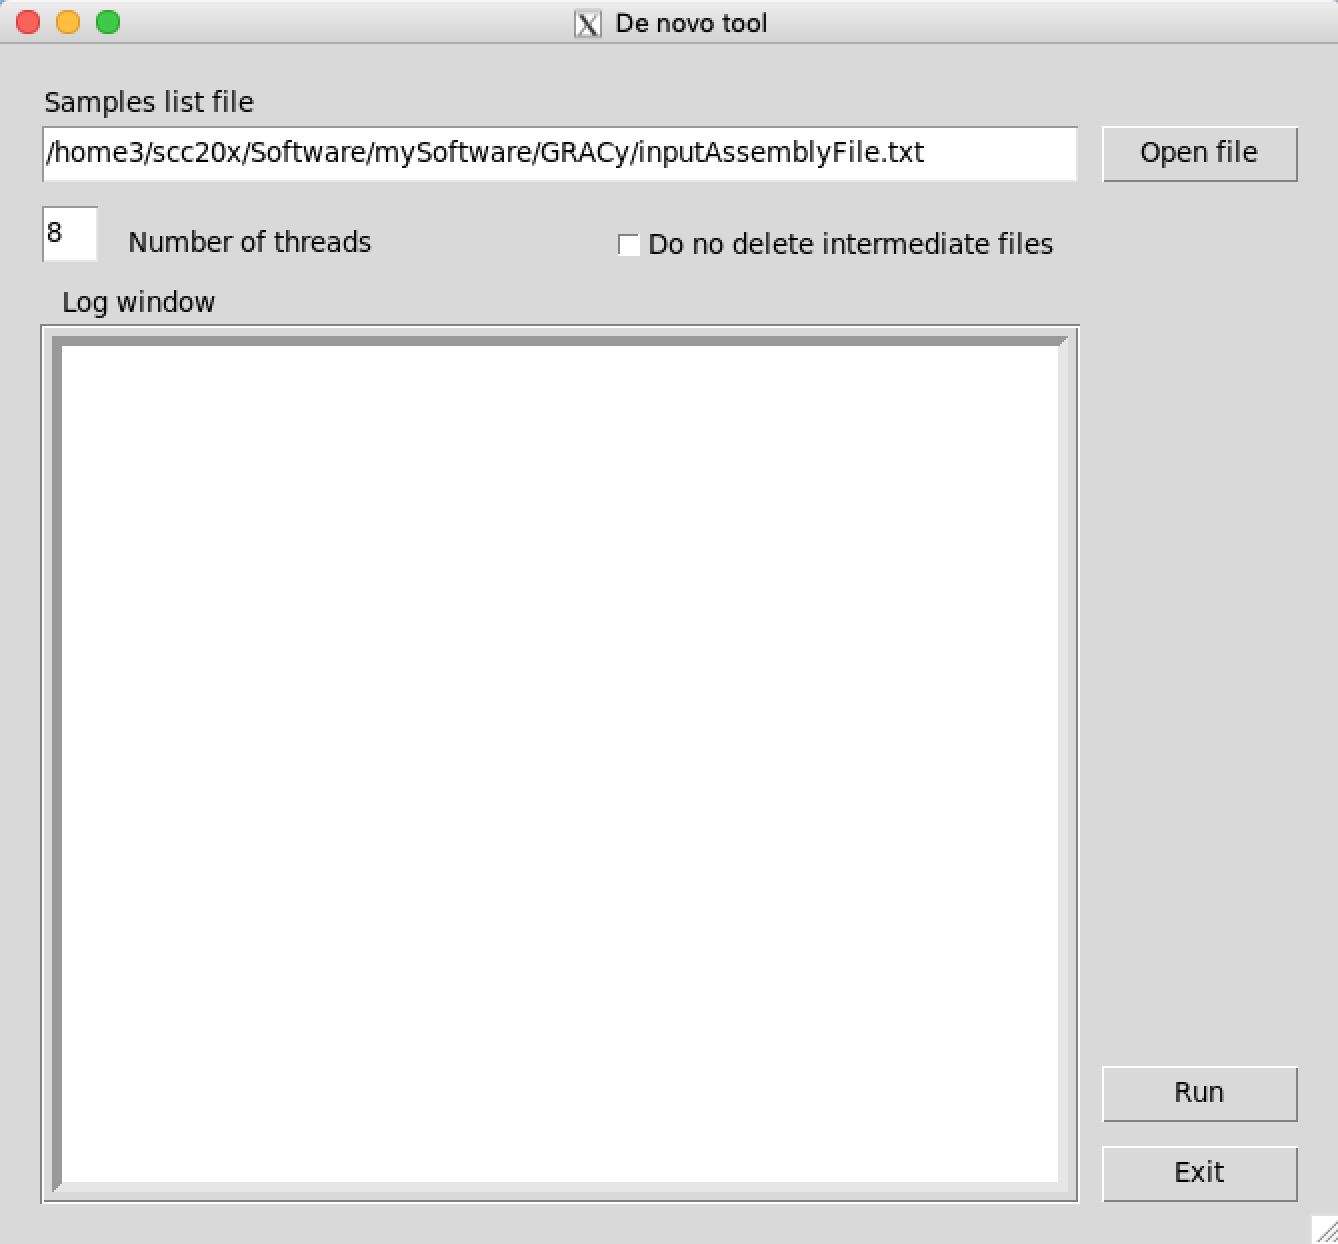 De novo tool
Samples list file
/home3/scc20x/Software/mySoftware/GRACy/inputAssemblyFile.txt
Open file
8
Number of threads
Do no delete intermediate files
Log window
Run
Exit